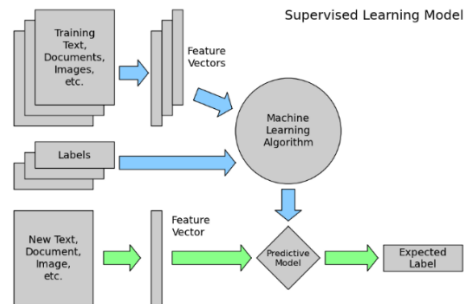 Supervised Learning Model
Training
Text,
Documents,
Images,
etc.
Feature
Vectors
Machine
Learning
Algorithm
Labels
New Text,
Document,
Image,
etc.
Feature
Vector
Predictive
Model
Expected
Label